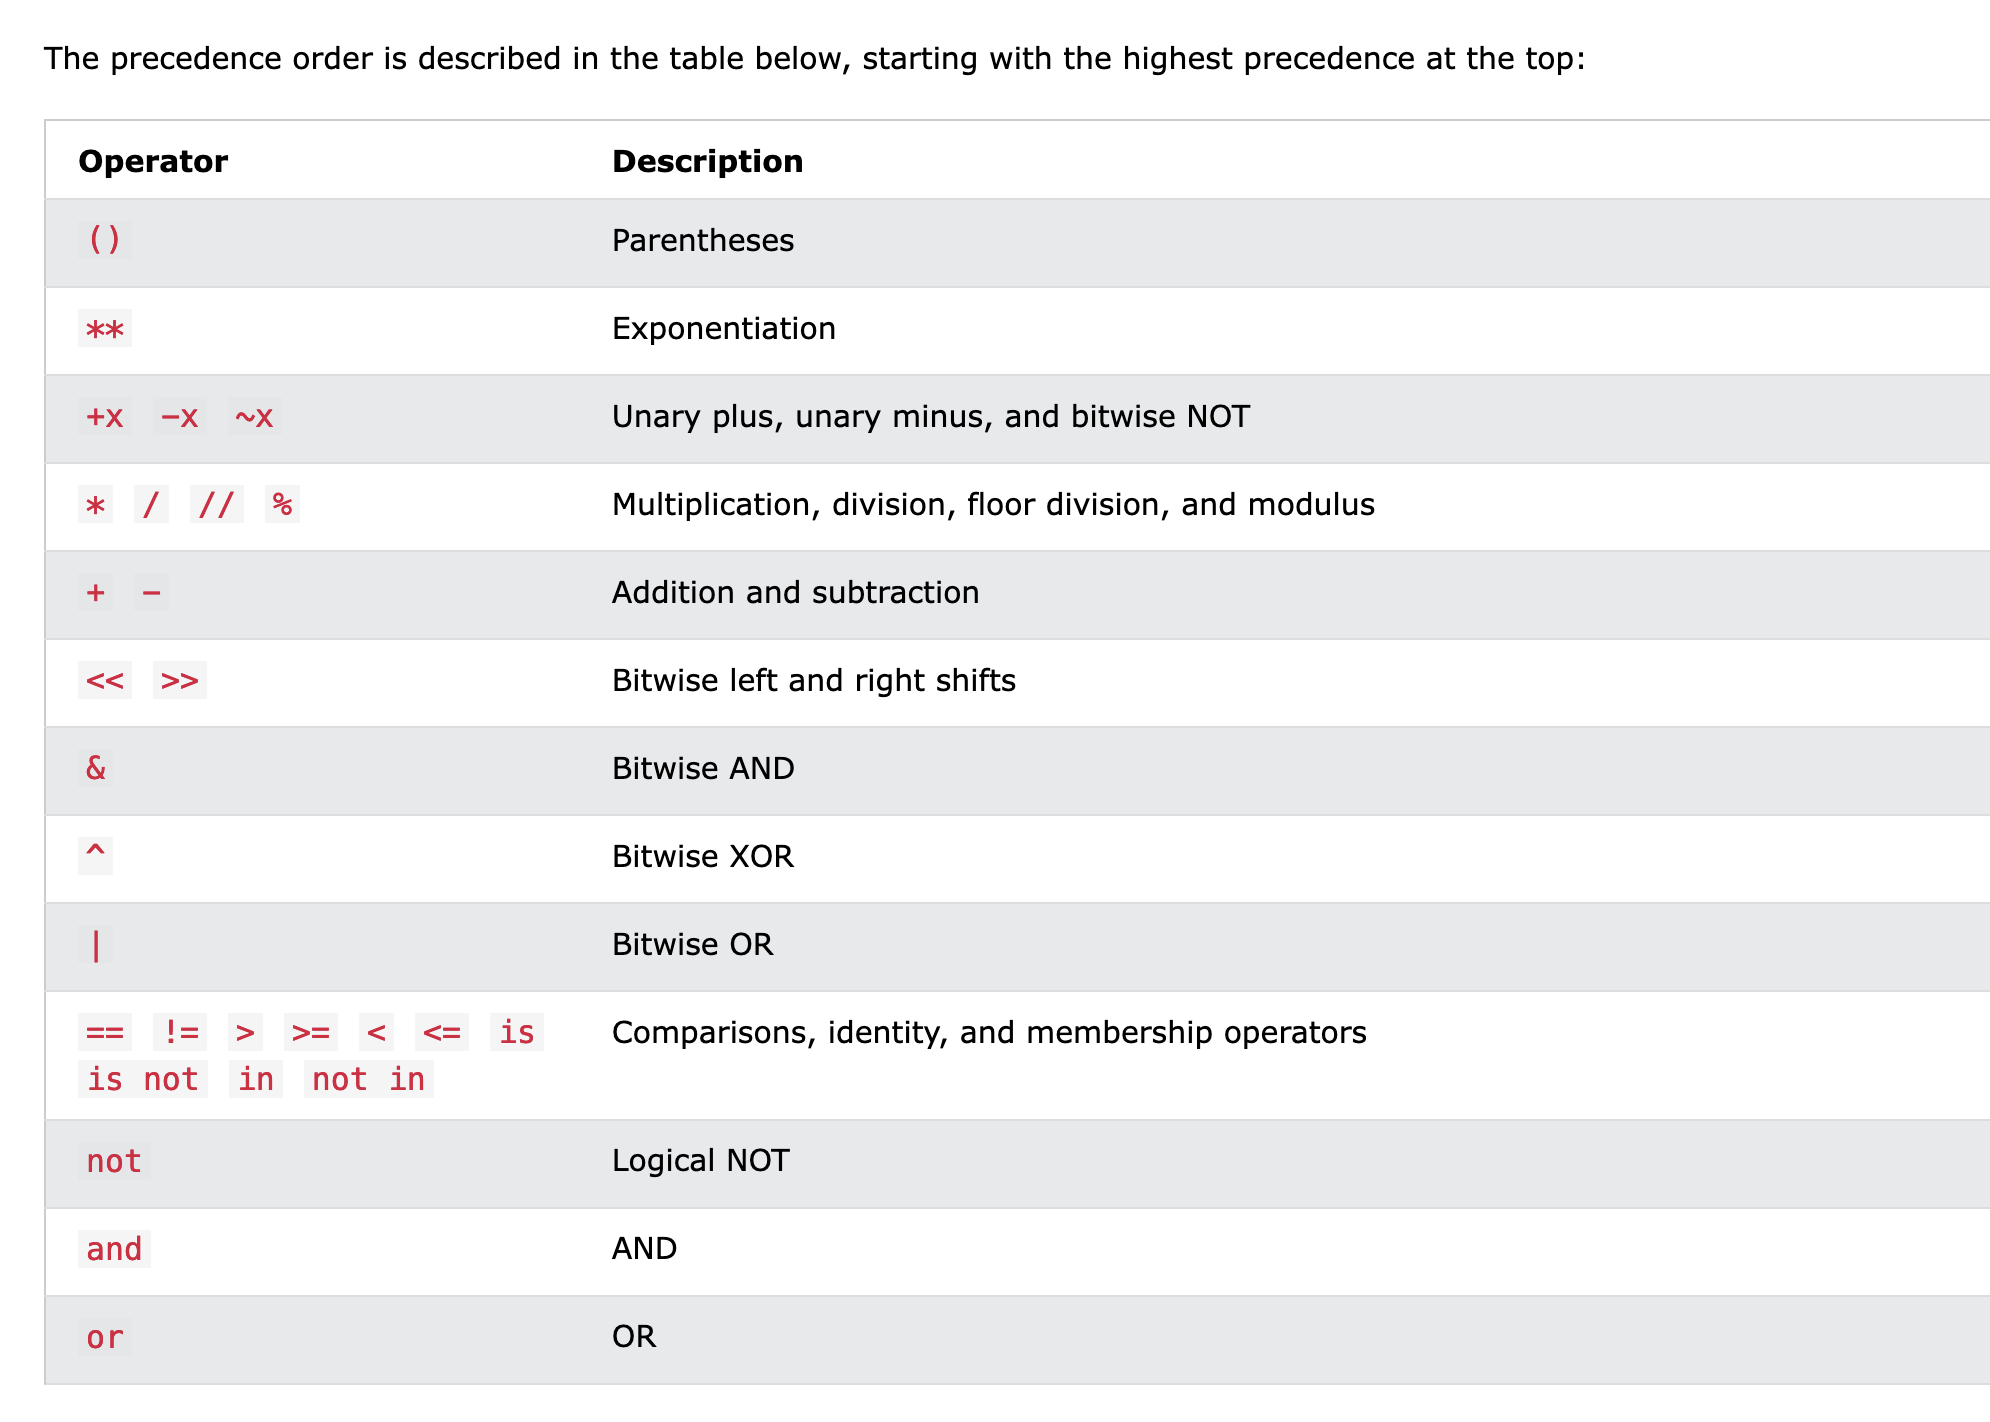 The precedence order is described in the table below, starting with the highest precedence at the top:
Operator Description
() Parentheses
** Exponentiation
+x -x ~x Unary plus, unary minus, and bitwise NOT
* / // % Multiplication, division, floor division, and modulus
+ - Addition and subtraction
<< >> Bitwise left and right shifts
& Bitwise AND
^ Bitwise XOR
| Bitwise OR
== != > >= < <= is Comparisons, identity, and membership operators
is not in not in
not Logical NOT
and AND
or OR